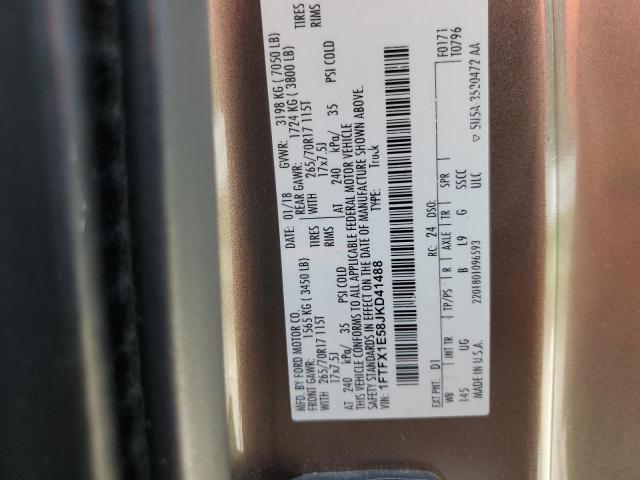 MFD. BY FORD MOTOR CO.
DATE: 01/18 GVWR: 3198 KG ( 7050 LB)
FRONT GAWR: 1565 KG ( 3450 LB) REAR GAWR: 1724 KG ( 3800 LB)
WITH 265/70R17 115T TIRES WITH 265/70R17 115T TIRES
17x7.5J RIMS 17x7.5J RIMS
AT 240 kPa/ 35 PSI COLD AT 240 kPa/ 35 PSI COLD
THIS VEHICLE CONFORMS TO ALL APPLICABLE FEDERAL MOTOR VEHICLE
SAFETY STANDARDS IN EFFECT ON THE DATE OF MANUFACTURE SHOWN ABOVE.
VIN: 1FTFX1E58JKD41488 TYPE: Truck
F0171
EXT PNT: D1 RC: 24 DSO: T0796
WB INT TR TP/PS R AXLE TR SPR
145 UG B L9 G SSCC ULC
MADE IN U.S.A. 2201801096593 5U5A 3520472 AA